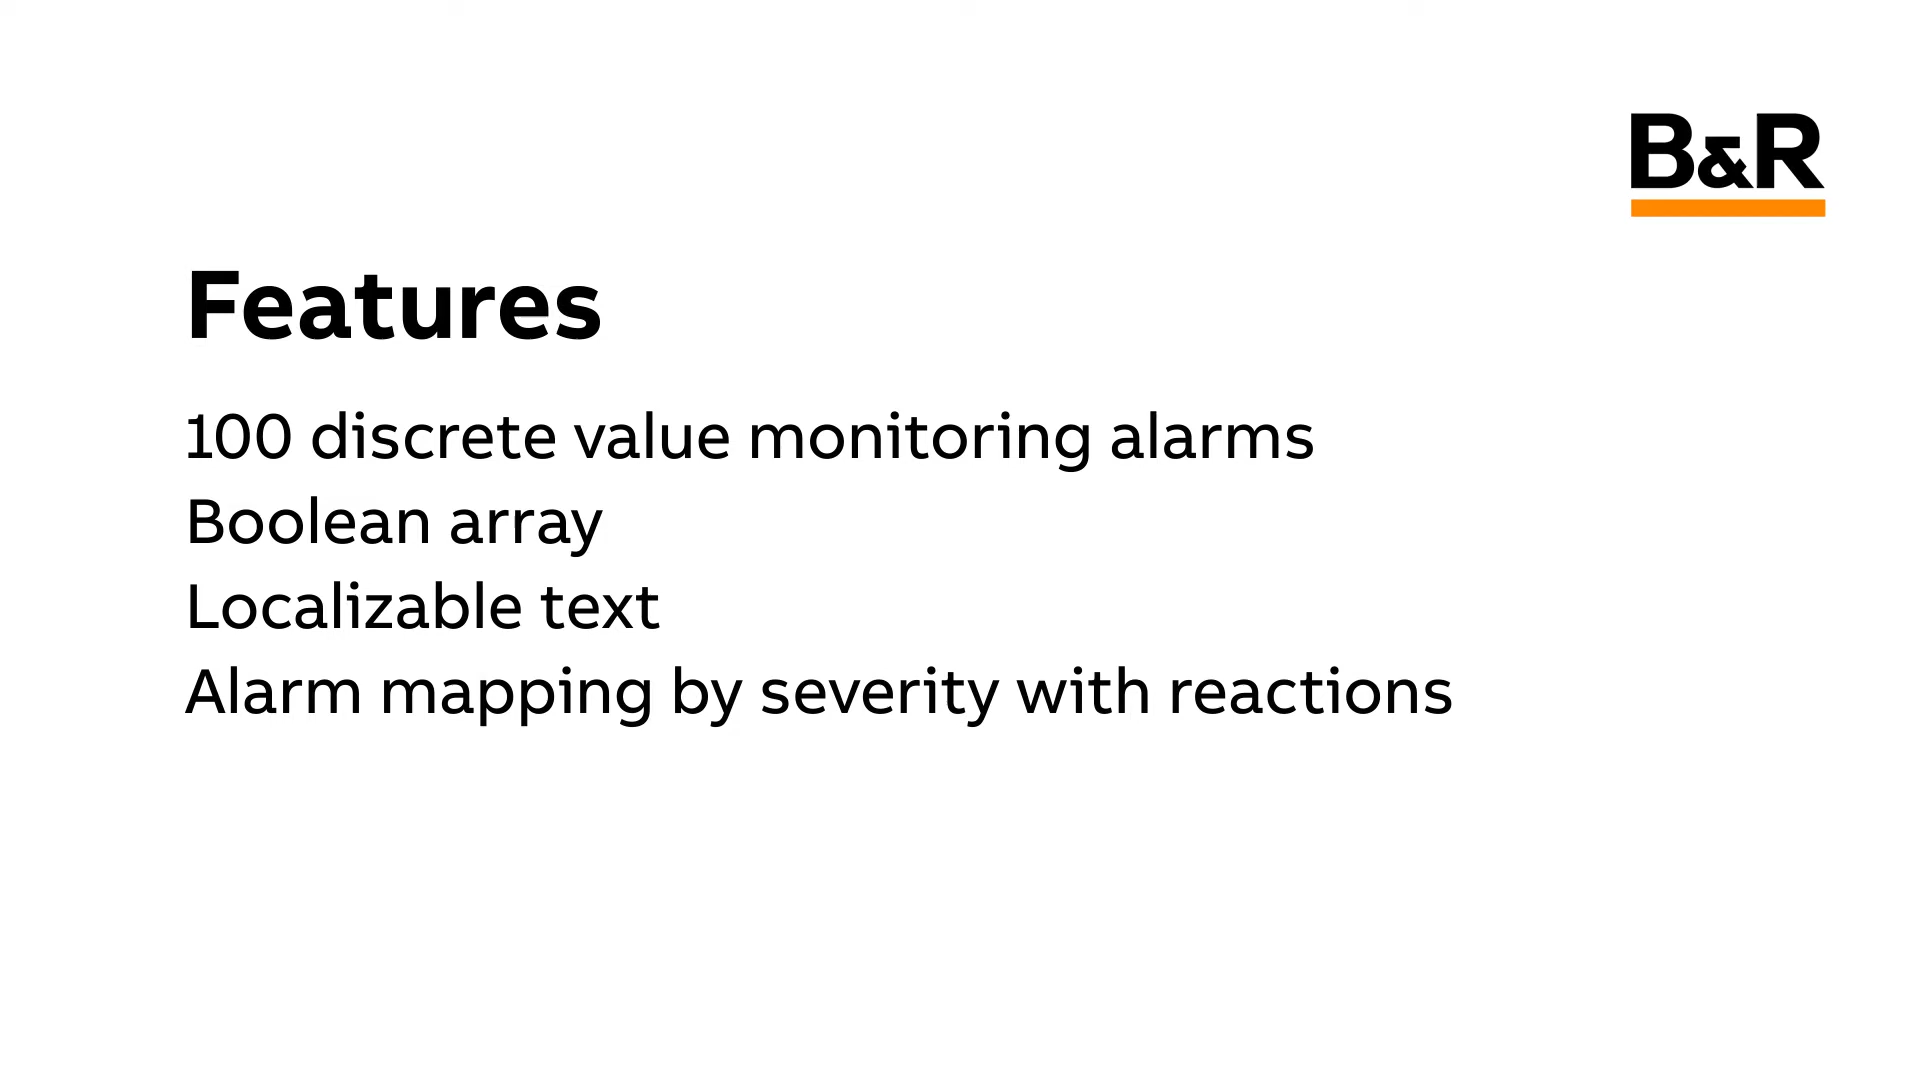 B&R
Features
100 discrete value monitoring alarms
Boolean array
Localizable text
Alarm mapping by severity with reactions